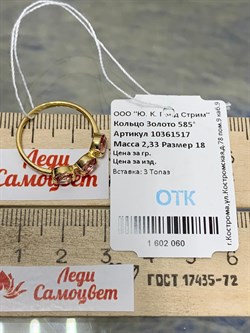 ООО "Ю. К. Голд Стрим"
Кольцо Золото 585°
Артикул 10361517
Масса 2,33 Размер 18
Цена за гр.
Цена за изд.
Вставка: 3 Топаз
ОТК
1 602 060
г.Кострома,ул.Костромская,д.78 пом.9 каб.9
Леди
Самоцвет
Леди
Самоцвет
ГОСТ 17435-72